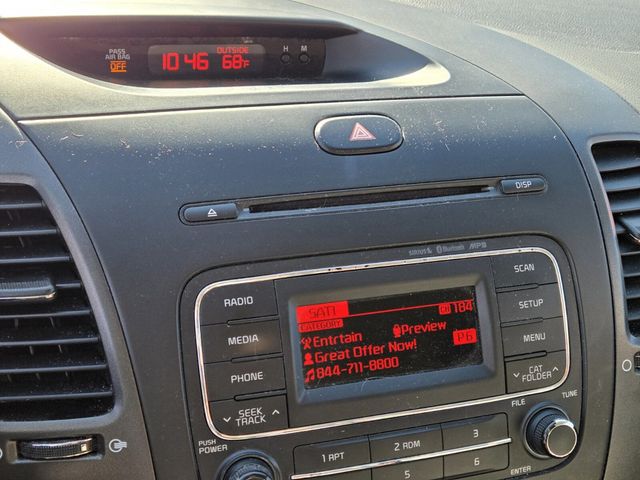 PASS AIR BAG OFF
10 46
OUTSIDE 68°F
H M
DISP
SIRIUS Bluetooth MP3
RADIO
MEDIA
PHONE
SEEK TRACK
SAT1 CH 184
CATEGORY
Entrtain Preview
Great Offer Now! P6
844-711-8800
SCAN
SETUP
MENU
CAT FOLDER
FILE
TUNE
PUSH POWER
1 RPT 2 RDM 3
5 6
ENTER